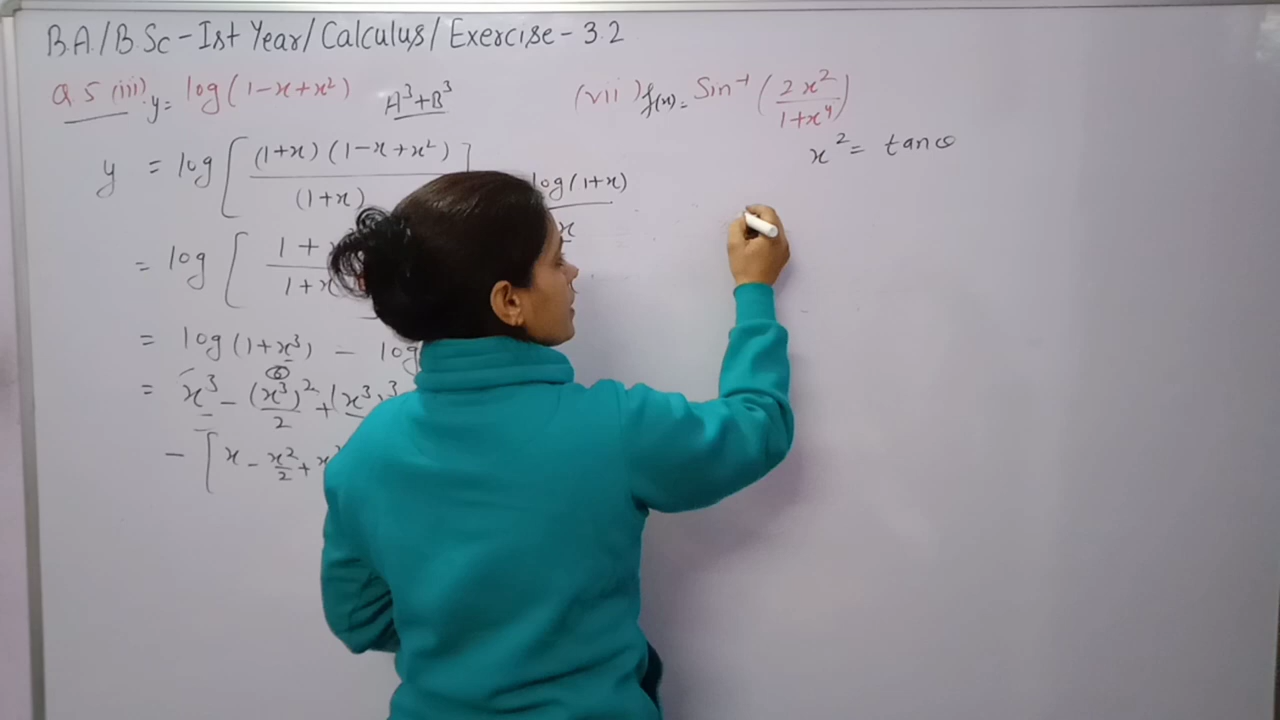 B.A./B.Sc - Ist Year/Calculus/Exercise - 3.2
Q.5 (iii) y = log(1-x+x²)
A³+B³
y = log[ (1+x)(1-x+x²) / (1+x) ]
= log[ 1+ / 1+x
= log(1+x³) - log
= x³ - (x³)²/2 + (x³)³
⑥
- [ x - x²/2 + x³
log(1+x)
x
(vii) f(x) = Sin⁻¹ ( 2x² / 1+x⁴ )
x² = tanθ